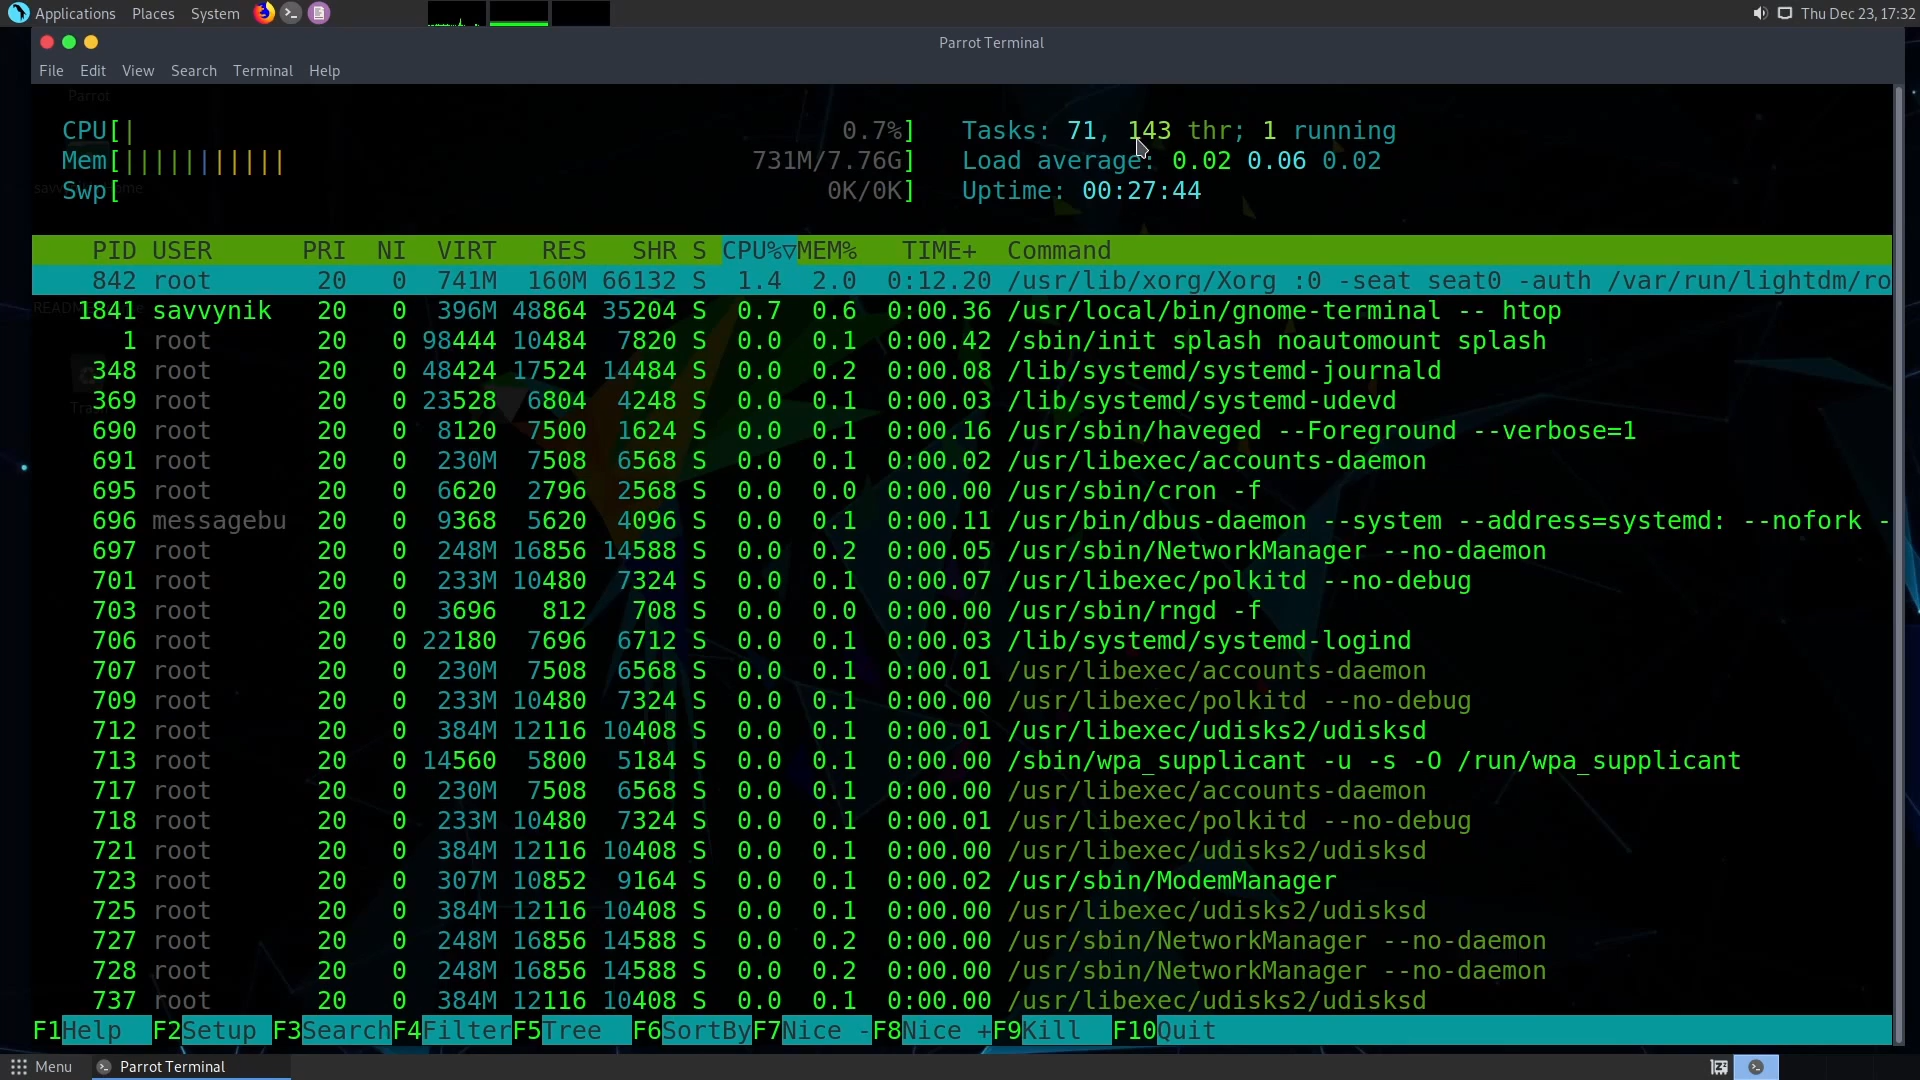 Applications Places System Thu Dec 23, 17:32
Parrot Terminal
File Edit View Search Terminal Help
Parrot
CPU[| 0.7%] Tasks: 71, 143 thr; 1 running
Mem[||||||||||| 731M/7.76G] Load average: 0.02 0.06 0.02
Swp[ 0K/0K] Uptime: 00:27:44
PID USER PRI NI VIRT RES SHR S CPU%▽MEM% TIME+ Command
842 root 20 0 741M 160M 66132 S 1.4 2.0 0:12.20 /usr/lib/xorg/Xorg :0 -seat seat0 -auth /var/run/lightdm/ro
1841 savvynik 20 0 396M 48864 35204 S 0.7 0.6 0:00.36 /usr/local/bin/gnome-terminal -- htop
1 root 20 0 98444 10484 7820 S 0.0 0.1 0:00.42 /sbin/init splash noautomount splash
348 root 20 0 48424 17524 14484 S 0.0 0.2 0:00.08 /lib/systemd/systemd-journald
369 root 20 0 23528 6804 4248 S 0.0 0.1 0:00.03 /lib/systemd/systemd-udevd
690 root 20 0 8120 7500 1624 S 0.0 0.1 0:00.16 /usr/sbin/haveged --Foreground --verbose=1
691 root 20 0 230M 7508 6568 S 0.0 0.1 0:00.02 /usr/libexec/accounts-daemon
695 root 20 0 6620 2796 2568 S 0.0 0.0 0:00.00 /usr/sbin/cron -f
696 messagebu 20 0 9368 5620 4096 S 0.0 0.1 0:00.11 /usr/bin/dbus-daemon --system --address=systemd: --nofork -
697 root 20 0 248M 16856 14588 S 0.0 0.2 0:00.05 /usr/sbin/NetworkManager --no-daemon
701 root 20 0 233M 10480 7324 S 0.0 0.1 0:00.07 /usr/libexec/polkitd --no-debug
703 root 20 0 3696 812 708 S 0.0 0.0 0:00.00 /usr/sbin/rngd -f
706 root 20 0 22180 7696 6712 S 0.0 0.1 0:00.03 /lib/systemd/systemd-logind
707 root 20 0 230M 7508 6568 S 0.0 0.1 0:00.01 /usr/libexec/accounts-daemon
709 root 20 0 233M 10480 7324 S 0.0 0.1 0:00.00 /usr/libexec/polkitd --no-debug
712 root 20 0 384M 12116 10408 S 0.0 0.1 0:00.01 /usr/libexec/udisks2/udisksd
713 root 20 0 14560 5800 5184 S 0.0 0.1 0:00.00 /sbin/wpa_supplicant -u -s -O /run/wpa_supplicant
717 root 20 0 230M 7508 6568 S 0.0 0.1 0:00.00 /usr/libexec/accounts-daemon
718 root 20 0 233M 10480 7324 S 0.0 0.1 0:00.01 /usr/libexec/polkitd --no-debug
721 root 20 0 384M 12116 10408 S 0.0 0.1 0:00.00 /usr/libexec/udisks2/udisksd
723 root 20 0 307M 10852 9164 S 0.0 0.1 0:00.02 /usr/sbin/ModemManager
725 root 20 0 384M 12116 10408 S 0.0 0.1 0:00.00 /usr/libexec/udisks2/udisksd
727 root 20 0 248M 16856 14588 S 0.0 0.2 0:00.00 /usr/sbin/NetworkManager --no-daemon
728 root 20 0 248M 16856 14588 S 0.0 0.2 0:00.00 /usr/sbin/NetworkManager --no-daemon
737 root 20 0 384M 12116 10408 S 0.0 0.1 0:00.00 /usr/libexec/udisks2/udisksd
F1Help F2Setup F3SearchF4FilterF5Tree F6SortByF7Nice -F8Nice +F9Kill F10Quit
Menu Parrot Terminal